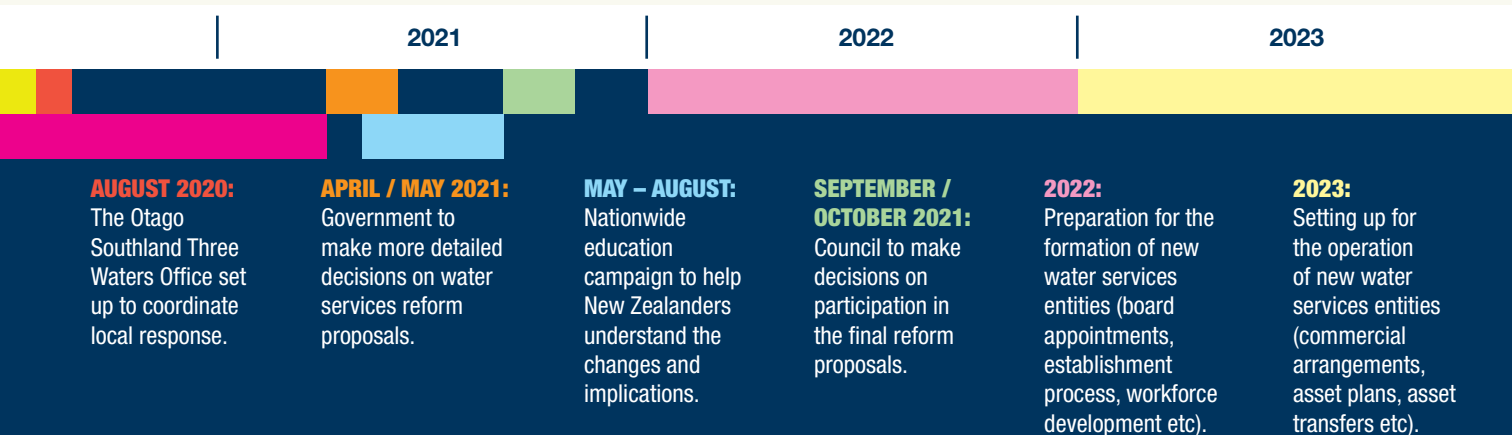 2021
2022
2023
AUGUST 2020:
The Otago
Southland Three
Waters Office set
up to coordinate
local response.
APRIL / MAY 2021:
Government to
make more detailed
decisions on water
services reform
proposals.
MAY – AUGUST:
Nationwide
education
campaign to help
New Zealanders
understand the
changes and
implications.
SEPTEMBER /
OCTOBER 2021:
Council to make
decisions on
participation in
the final reform
proposals.
2022:
Preparation for the
formation of new
water services
entities (board
appointments,
establishment
process, workforce
development etc).
2023:
Setting up for
the operation
of new water
services entities
(commercial
arrangements,
asset plans, asset
transfers etc).